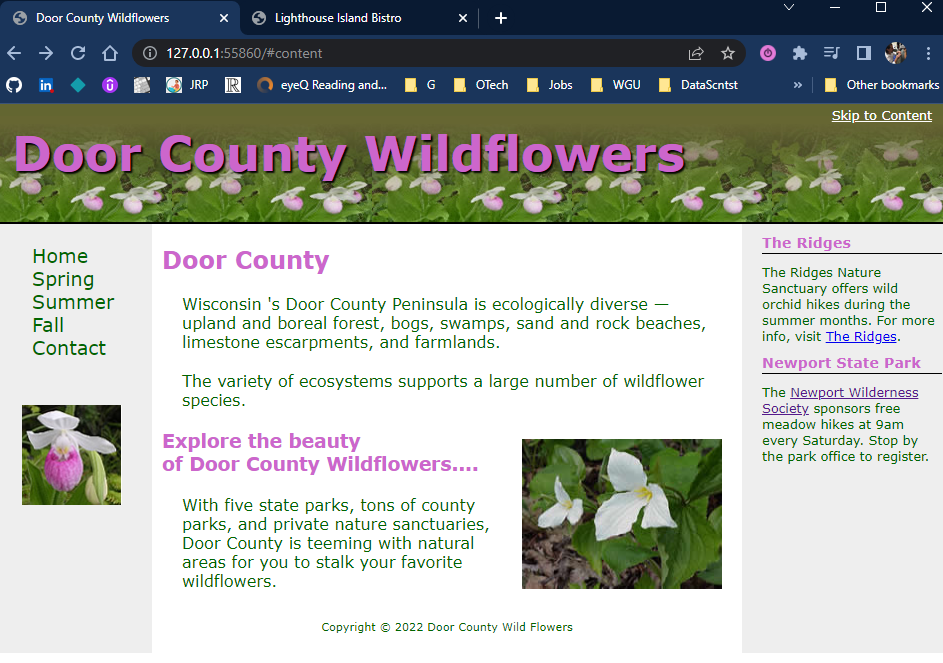 Door County Wildflowers
Lighthouse Island Bistro
127.0.0.1:55860/#content
in
JRP
R
eyeQ Reading and...
G
OTech
Jobs
WGU
DataScntst
»
Other bookmarks
Skip to Content
Door County Wildflowers
Home
Spring
Summer
Fall
Contact
Door County
Wisconsin 's Door County Peninsula is ecologically diverse —
upland and boreal forest, bogs, swamps, sand and rock beaches,
limestone escarpments, and farmlands.
The variety of ecosystems supports a large number of wildflower
species.
Explore the beauty
of Door County Wildflowers....
With five state parks, tons of county
parks, and private nature sanctuaries,
Door County is teeming with natural
areas for you to stalk your favorite
wildflowers.
Copyright © 2022 Door County Wild Flowers
The Ridges
The Ridges Nature
Sanctuary offers wild
orchid hikes during the
summer months. For more
info, visit The Ridges.
Newport State Park
The Newport Wilderness
Society sponsors free
meadow hikes at 9am
every Saturday. Stop by
the park office to register.